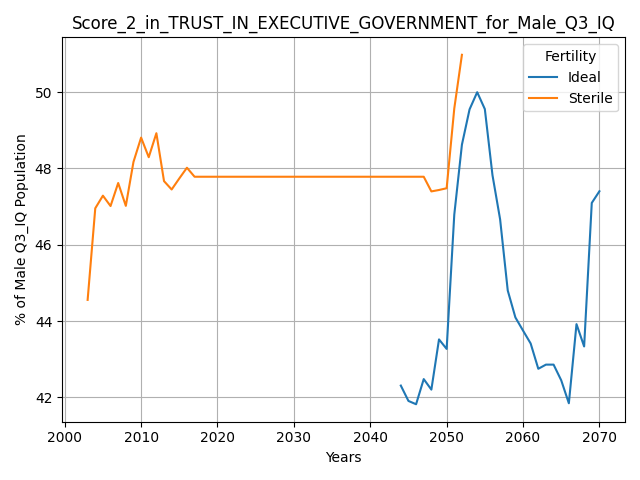 Score_2_in_TRUST_IN_EXECUTIVE_GOVERNMENT_for_Male_Q3_IQ
Fertility
Ideal
Sterile
% of Male Q3_IQ Population
50
48
46
44
42
2000 2010 2020 2030 2040 2050 2060 2070
Years